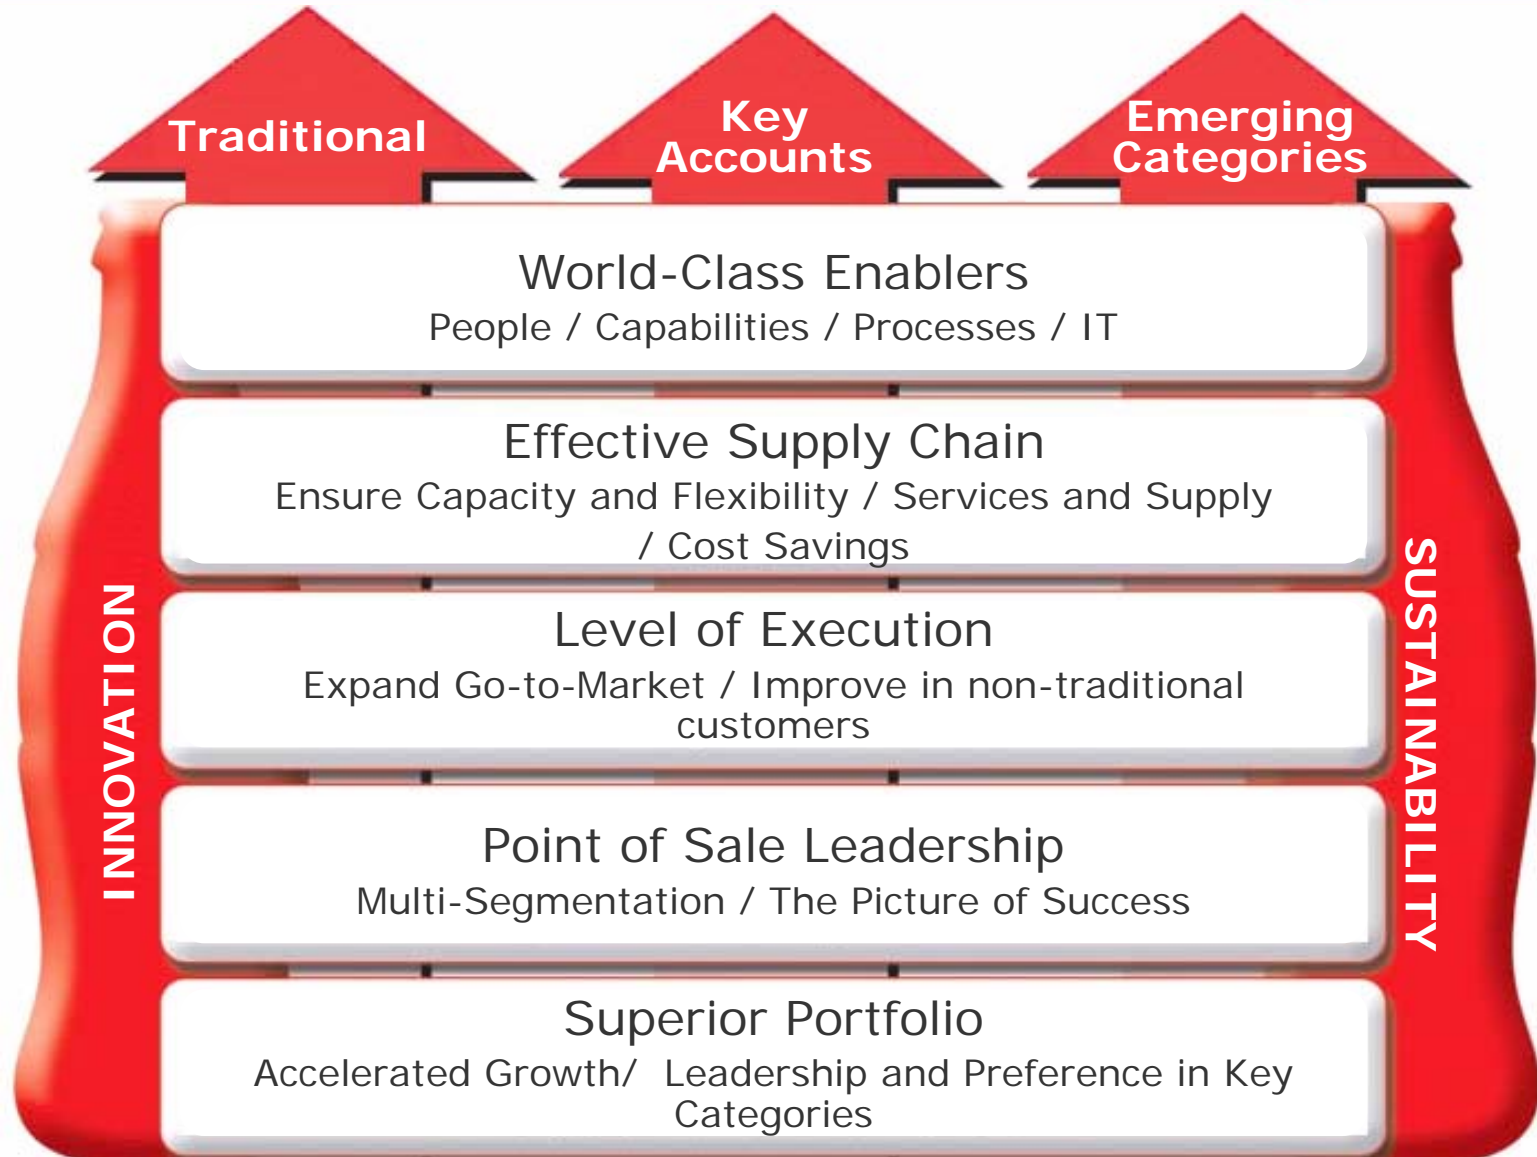 Traditional
Key
Accounts
Emerging
Categories
World-Class Enablers
People / Capabilities / Processes / IT
Effective Supply Chain
Ensure Capacity and Flexibility / Services and Supply
/ Cost Savings
Level of Execution
Expand Go-to-Market / Improve in non-traditional
customers
Point of Sale Leadership
Multi-Segmentation / The Picture of Success
Superior Portfolio
Accelerated Growth/ Leadership and Preference in Key
Categories
INNOVATION
SUSTAINABILITY